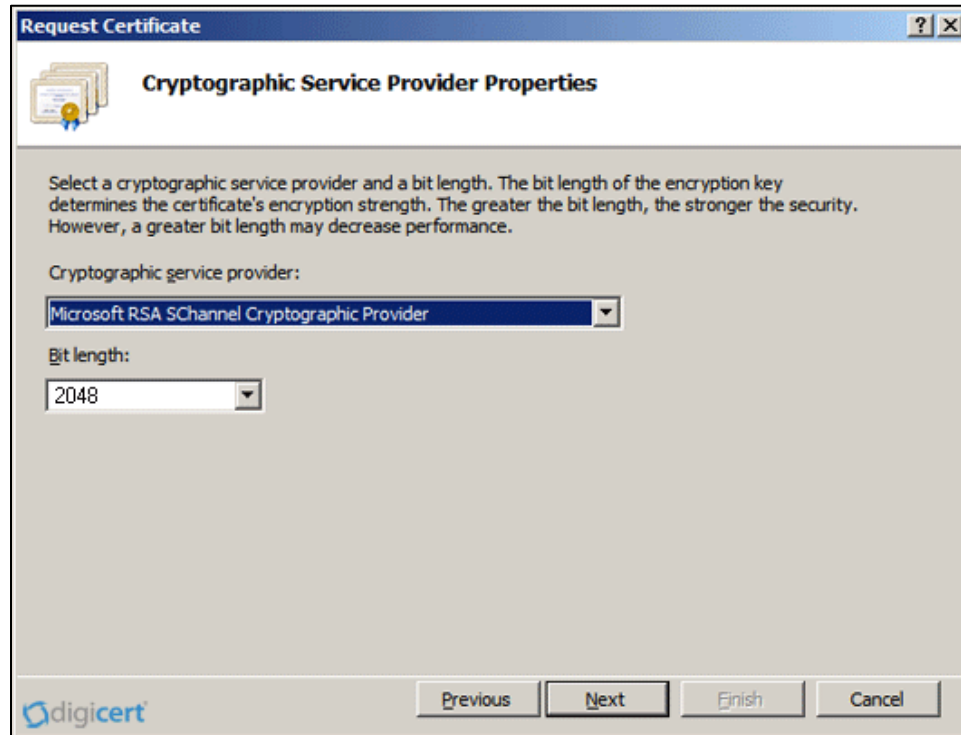 Request Certificate
Cryptographic Service Provider Properties
Select a cryptographic service provider and a bit length. The bit length of the encryption key
determines the certificate's encryption strength. The greater the bit length, the stronger the security.
However, a greater bit length may decrease performance.
Cryptographic service provider:
Microsoft RSA SChannel Cryptographic Provider
Bit length:
2048
digicert
Previous Next Finish Cancel